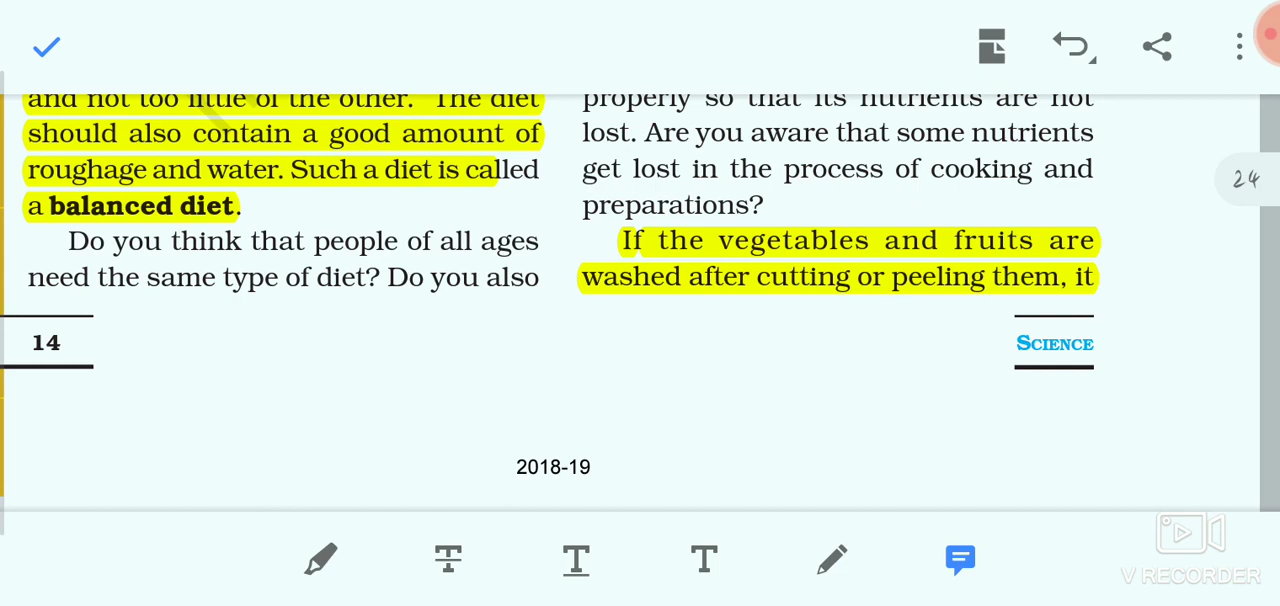 and not too little of the other. The diet
should also contain a good amount of
roughage and water. Such a diet is called
a balanced diet.
Do you think that people of all ages
need the same type of diet? Do you also
14
properly so that its nutrients are not
lost. Are you aware that some nutrients
get lost in the process of cooking and
preparations?
If the vegetables and fruits are
washed after cutting or peeling them, it
SCIENCE
2018-19
24
V RECORDER